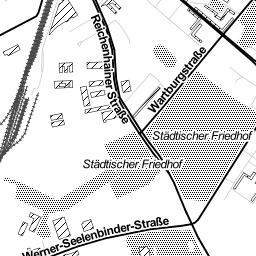 Reichenhainer Straße
Wartburgstraße
Städtischer Friedhof
Städtischer Friedhof
Werner-Seelenbinder-Straße